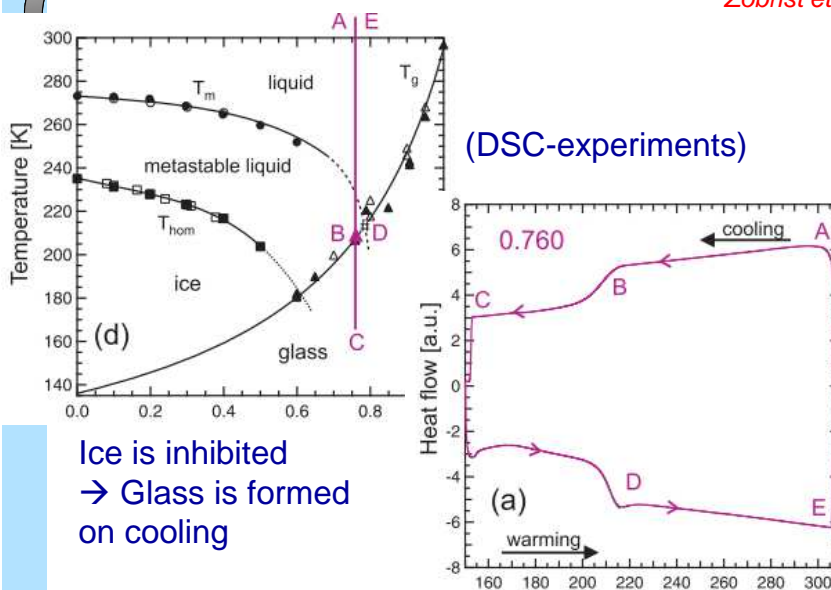 Zobrist et
A E
300
280
260
240
220
200
180
160
140
Temperature [K]
T_m
liquid
T_g
metastable liquid
T_hom
B D
ice
C
(d)
glass
0.0 0.2 0.4 0.6 0.8
(DSC-experiments)
8
6
4
2
0
-2
-4
-6
-8
Heat flow [a.u.]
0.760
cooling
A
B
C
D
(a)
E
warming
160 180 200 220 240 260 280 300
Ice is inhibited
→ Glass is formed
on cooling